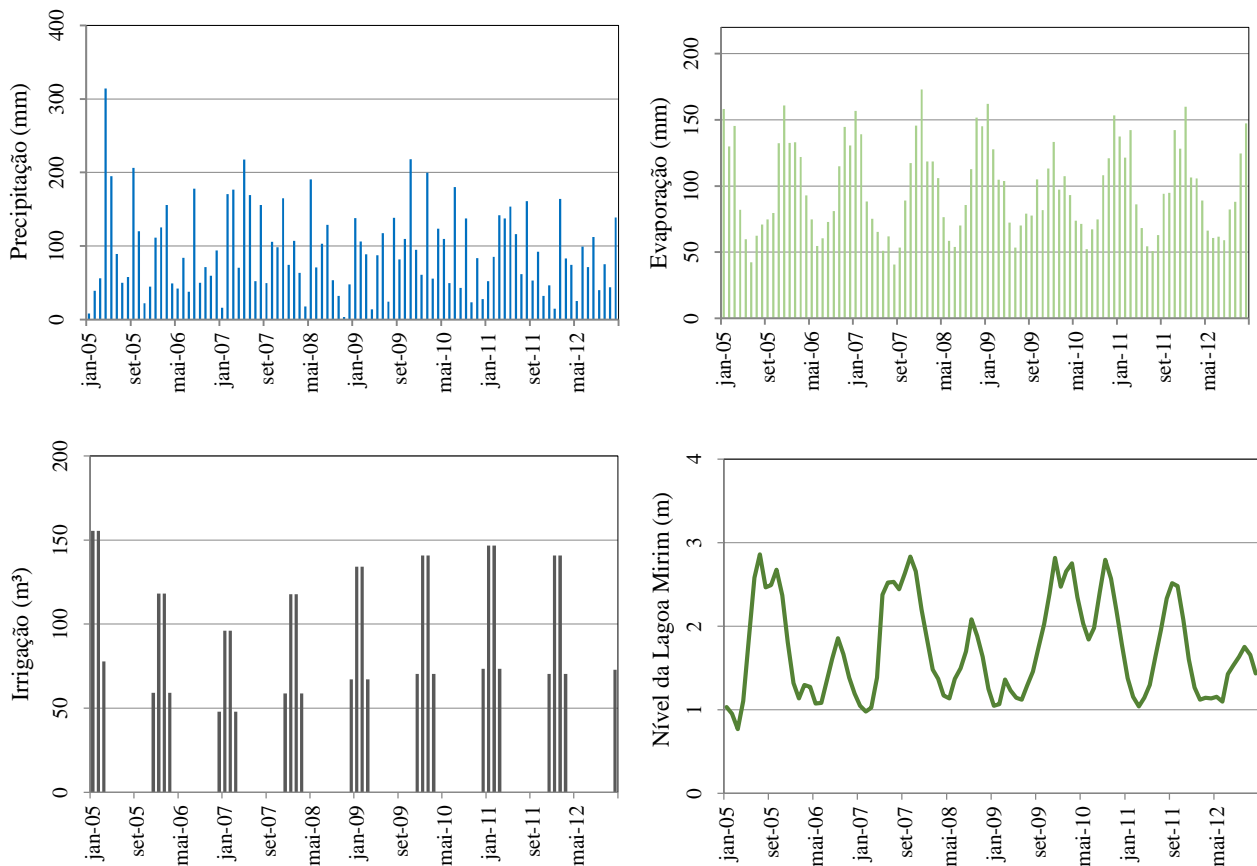 Precipitação (mm)
400
300
200
100
0
jan-05
set-05
mai-06
jan-07
set-07
mai-08
jan-09
set-09
mai-10
jan-11
set-11
mai-12
Evaporação (mm)
200
150
100
50
0
jan-05
set-05
mai-06
jan-07
set-07
mai-08
jan-09
set-09
mai-10
jan-11
set-11
mai-12
Irrigação (m³)
200
150
100
50
0
jan-05
set-05
mai-06
jan-07
set-07
mai-08
jan-09
set-09
mai-10
jan-11
set-11
mai-12
Nível da Lagoa Mirim (m)
4
3
2
1
0
jan-05
set-05
mai-06
jan-07
set-07
mai-08
jan-09
set-09
mai-10
jan-11
set-11
mai-12